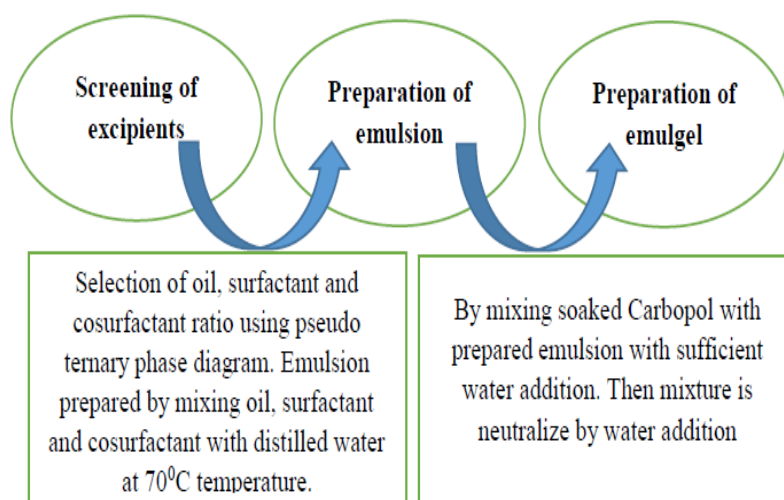 Screening of
excipients
Preparation of
emulsion
Preparation of
emulgel
Selection of oil, surfactant and
cosurfactant ratio using pseudo
ternary phase diagram. Emulsion
prepared by mixing oil, surfactant
and cosurfactant with distilled water
at 70⁰C temperature.
By mixing soaked Carbopol with
prepared emulsion with sufficient
water addition. Then mixture is
neutralize by water addition